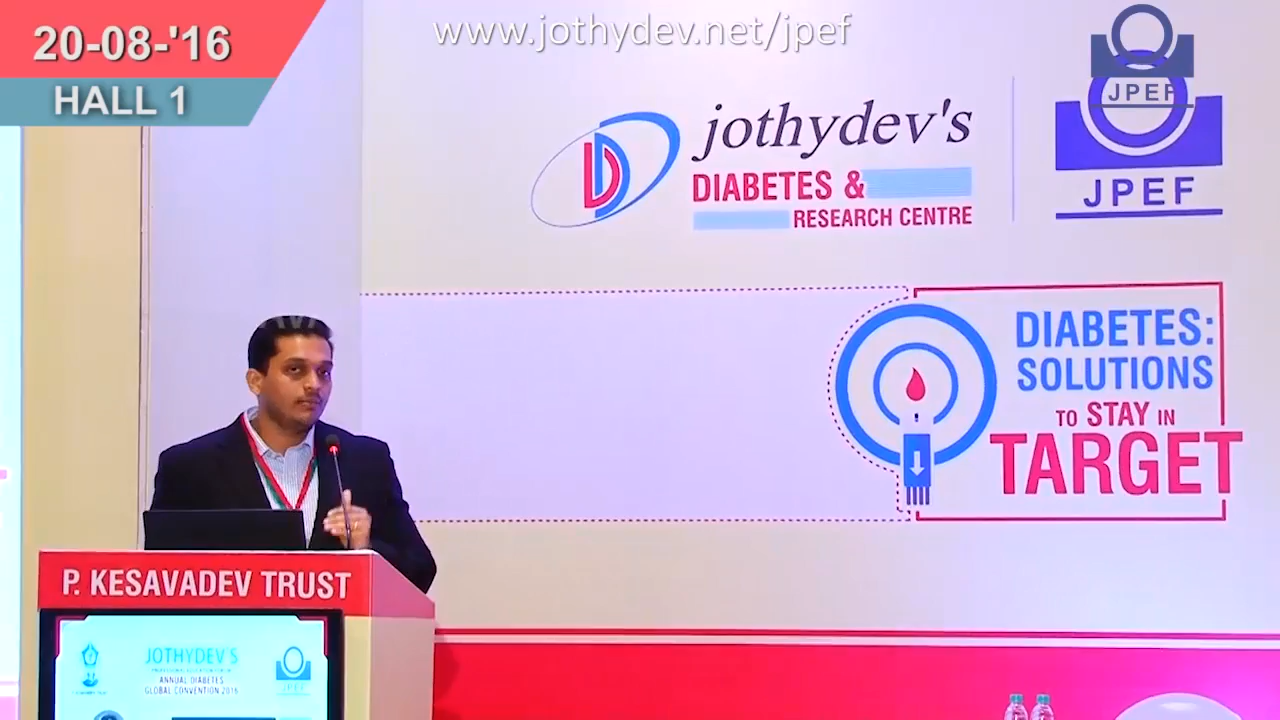 20-08-'16
HALL 1
www.jothydev.net/jpef
jothydev's
DIABETES &
RESEARCH CENTRE
JPEF
JPEF
DIABETES:
SOLUTIONS
TO STAY IN
TARGET
P. KESAVADEV TRUST
JOTHYDEV'S
ANNUAL DIABETES
GLOBAL CONVENTION 2016
JPEF